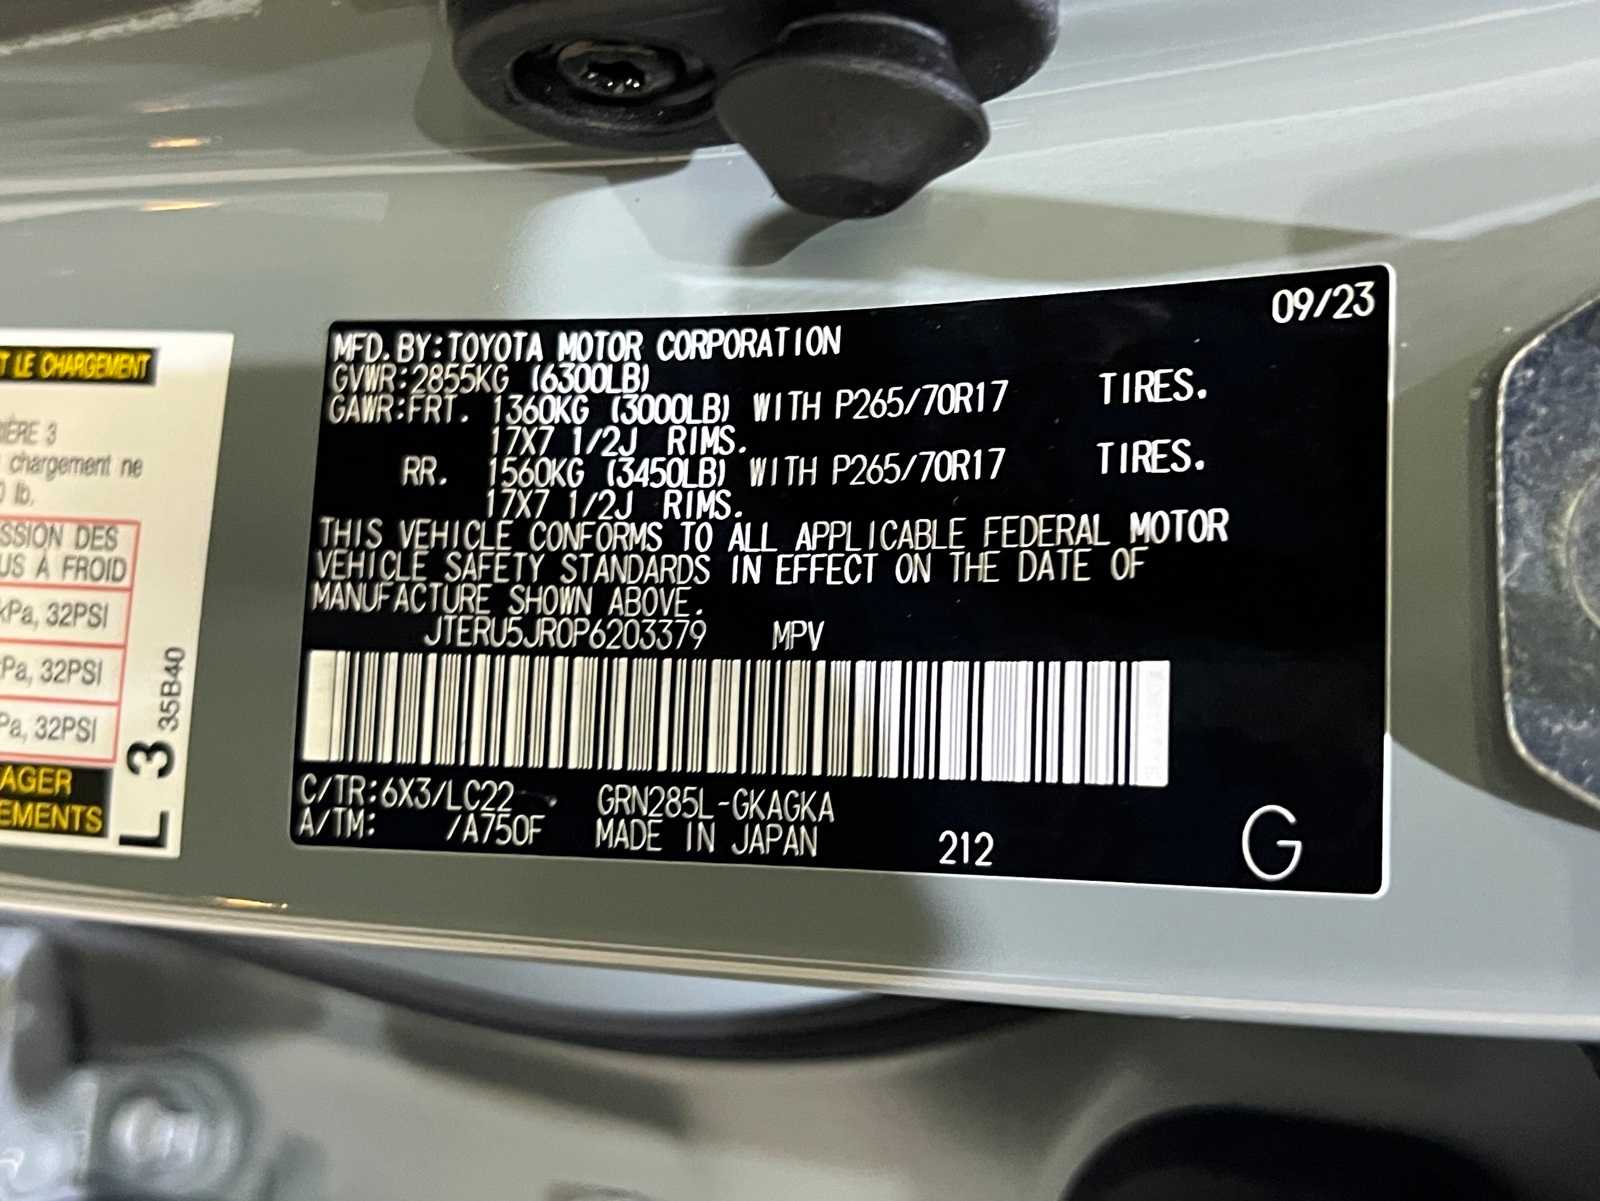 T LE CHARGEMENT
IÈRE 3
chargement ne
0 lb.
SSION DES
US A FROID
kPa, 32PSI
Pa, 32PSI
Pa, 32PSI
AGER
EMENTS
L 3 35B40
09/23
MFD. BY: TOYOTA MOTOR CORPORATION
GVWR: 2855KG (6300LB)
GAWR: FRT. 1360KG (3000LB) WITH P265/70R17 TIRES.
17X7 1/2J RIMS.
RR. 1560KG (3450LB) WITH P265/70R17 TIRES.
17X7 1/2J RIMS.
THIS VEHICLE CONFORMS TO ALL APPLICABLE FEDERAL MOTOR
VEHICLE SAFETY STANDARDS IN EFFECT ON THE DATE OF
MANUFACTURE SHOWN ABOVE.
JTERU5JR0P6203379 MPV
C/TR: 6X3/LC22 GRN285L-GKAGKA
A/TM: /A750F MADE IN JAPAN 212 G